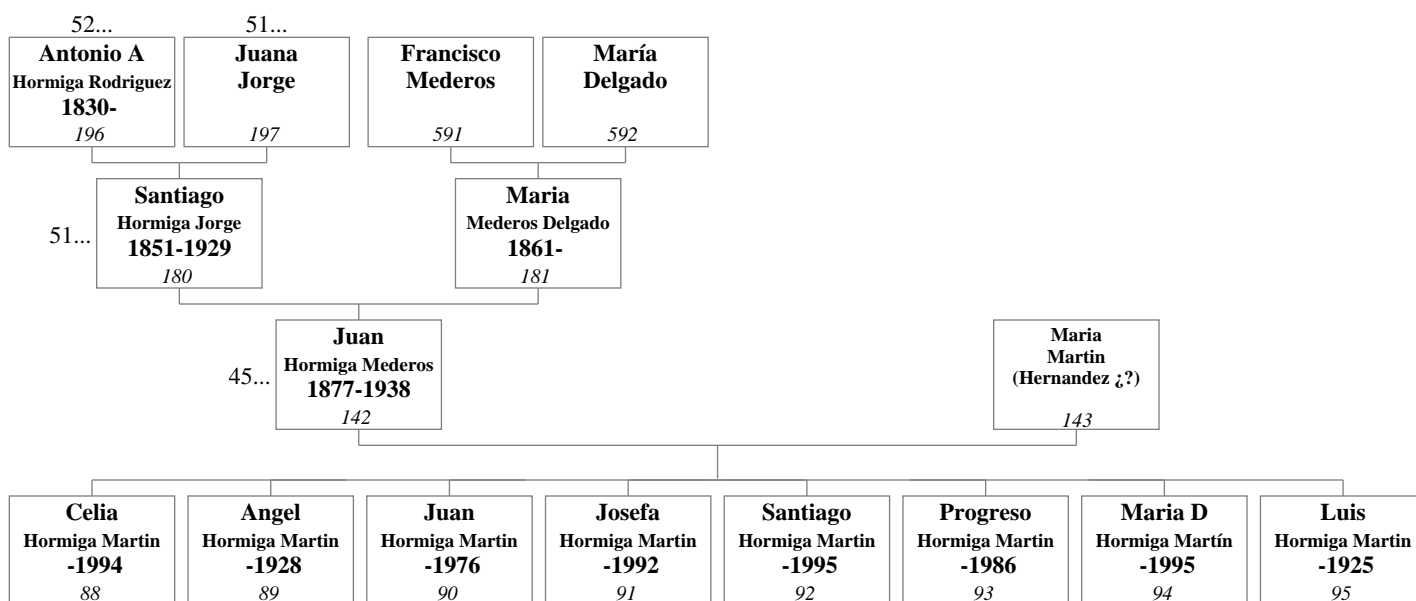 52...
51...
Antonio A
Hormiga Rodriguez
1830-
196
Juana
Jorge
197
Francisco
Mederos
591
María
Delgado
592
51...
Santiago
Hormiga Jorge
1851-1929
180
Maria
Mederos Delgado
1861-
181
45...
Juan
Hormiga Mederos
1877-1938
142
Maria
Martin
(Hernandez ¿?)
143
Celia
Hormiga Martin
-1994
88
Angel
Hormiga Martin
-1928
89
Juan
Hormiga Martin
-1976
90
Josefa
Hormiga Martin
-1992
91
Santiago
Hormiga Martin
-1995
92
Progreso
Hormiga Martin
-1986
93
Maria D
Hormiga Martín
-1995
94
Luis
Hormiga Martin
-1925
95